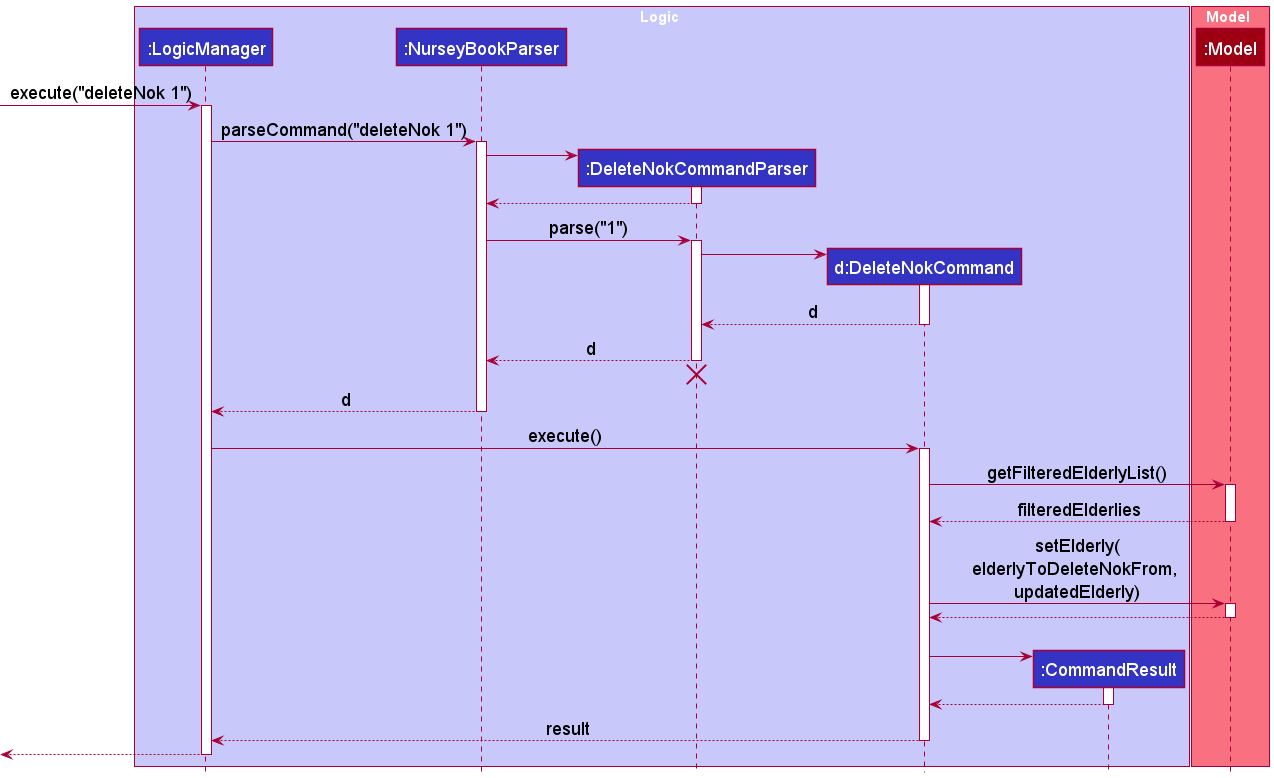 Logic
Model
:LogicManager
:NurseyBookParser
:Model
execute("deleteNok 1")
parseCommand("deleteNok 1")
:DeleteNokCommandParser
parse("1")
d:DeleteNokCommand
d
d
d
execute()
getFilteredElderlyList()
filteredElderlies
setElderly(
elderlyToDeleteNokFrom,
updatedElderly)
:CommandResult
result